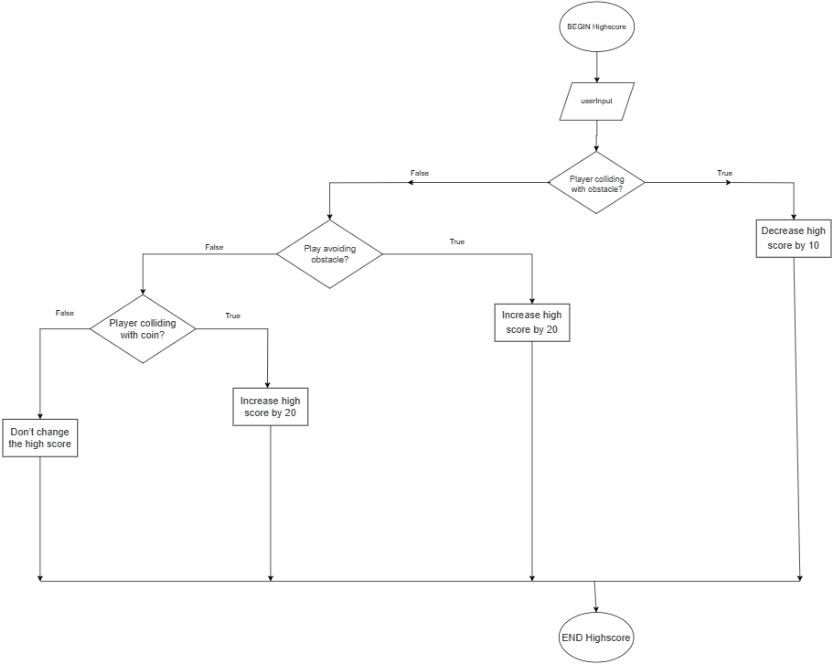 BEGIN Highscore
userInput
Player colliding
with obstacle?
False
True
Decrease high
score by 10
Play avoiding
obstacle?
False
True
Increase high
score by 20
Player colliding
with coin?
False
True
Increase high
score by 20
Don't change
the high score
END Highscore